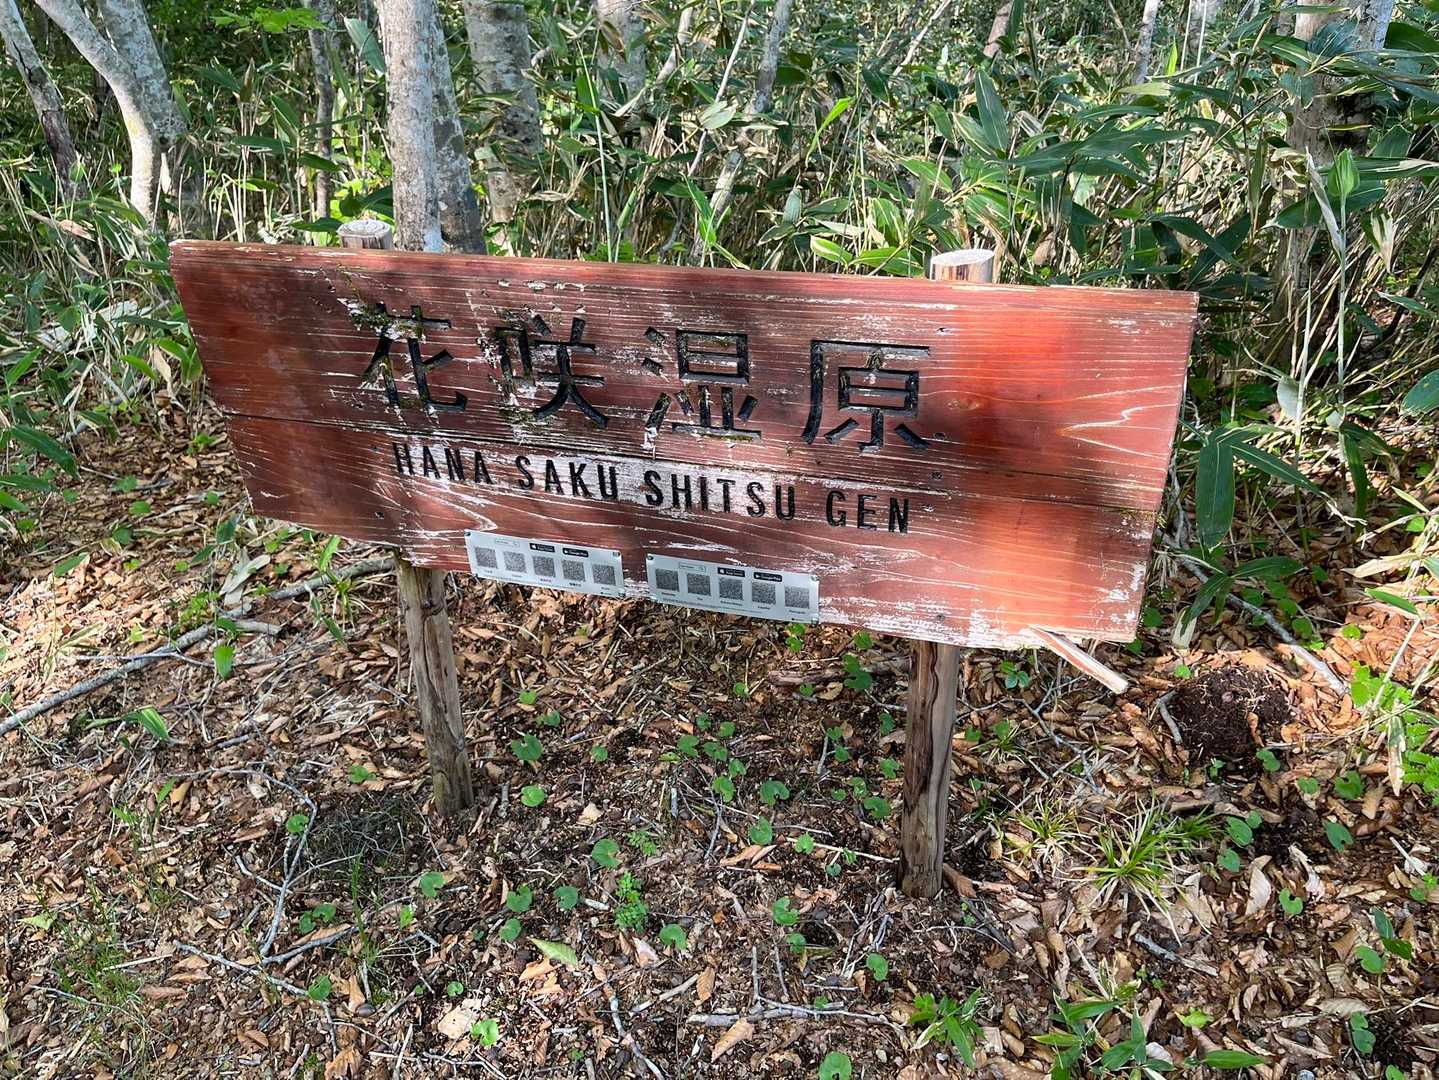 花咲湿原
HANA SAKU SHITSU GEN